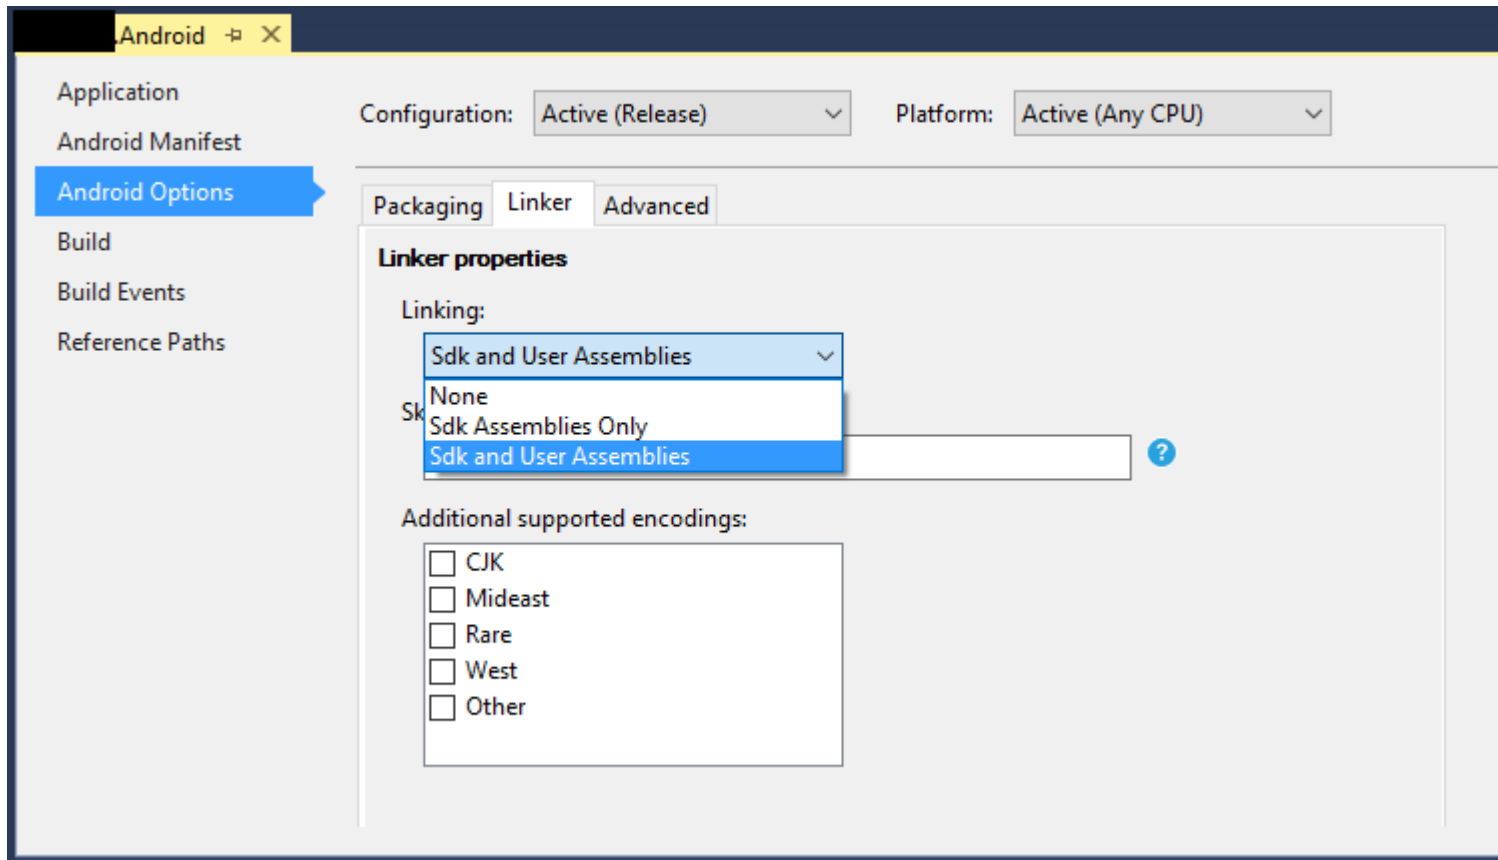 .Android
Application
Android Manifest
Android Options
Build
Build Events
Reference Paths
Configuration: Active (Release) Platform: Active (Any CPU)
Packaging Linker Advanced
Linker properties
Linking:
Sdk and User Assemblies
None
Sk
Sdk Assemblies Only
Sdk and User Assemblies
?
Additional supported encodings:
CJK
Mideast
Rare
West
Other